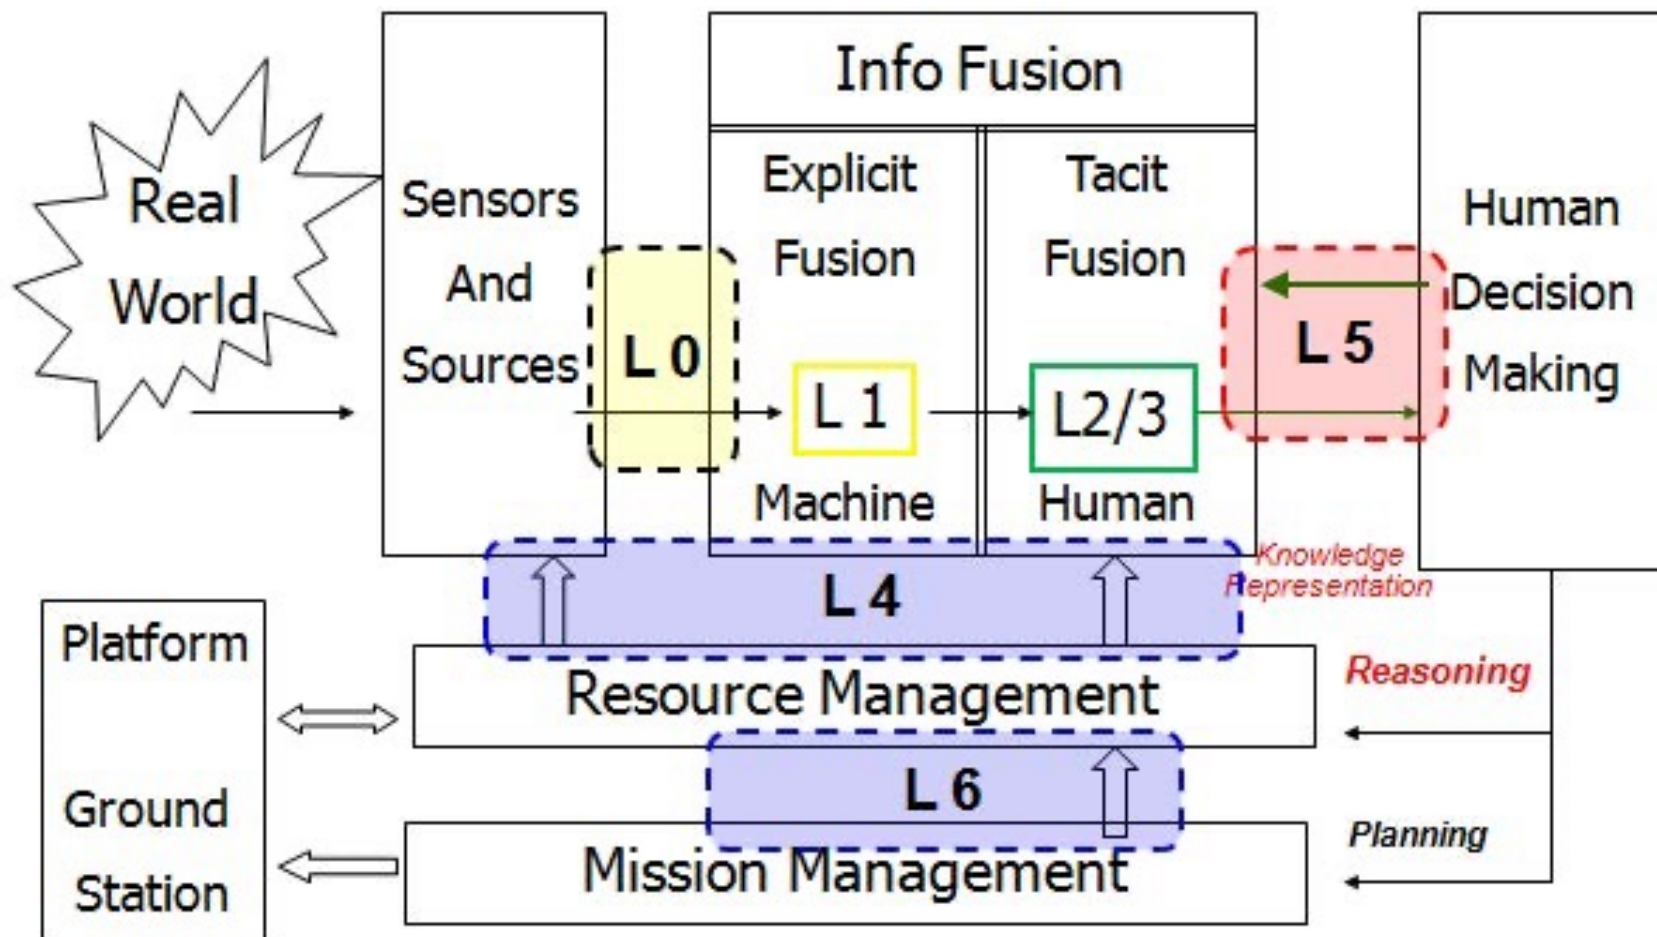 Real
World
Sensors
And
Sources
L 0
Info Fusion
Explicit
Fusion
L 1
Machine
Tacit
Fusion
L2/3
Human
L 5
Human
Decision
Making
L 4
Knowledge
Representation
Platform
Ground
Station
Resource Management
Reasoning
L 6
Mission Management
Planning